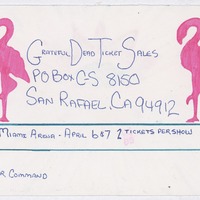 Grateful Dead Ticket Sales
PO Box C-S 8150
San Rafael, CA 94912
Miami Arena - April 6&7 2 tickets per show
Command